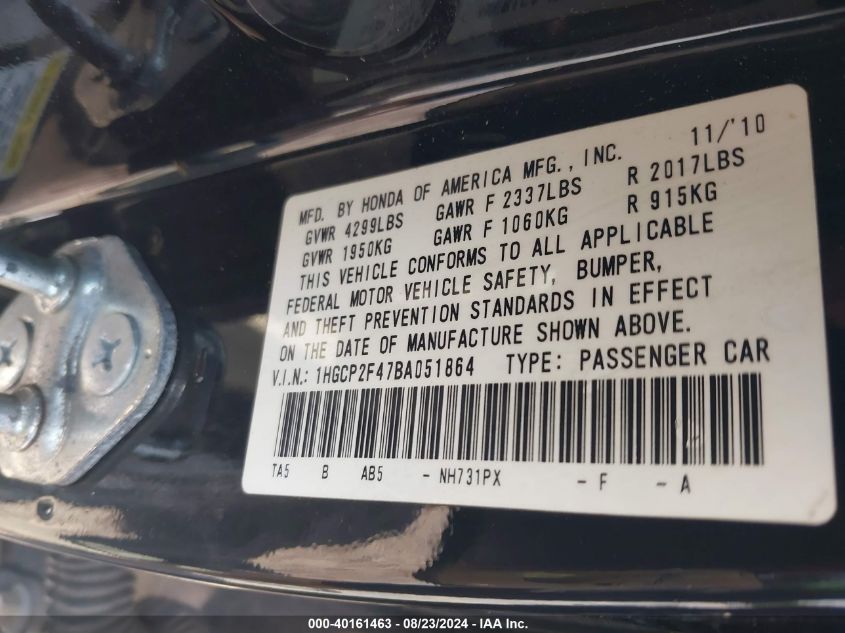 11/'10
MFD. BY HONDA OF AMERICA MFG., INC.
GVWR 4299LBS GAWR F 2337LBS R 2017LBS
GVWR 1950KG GAWR F 1060KG R 915KG
THIS VEHICLE CONFORMS TO ALL APPLICABLE
FEDERAL MOTOR VEHICLE SAFETY, BUMPER,
AND THEFT PREVENTION STANDARDS IN EFFECT
ON THE DATE OF MANUFACTURE SHOWN ABOVE.
V.I.N.: 1HGCP2F47BA051864 TYPE: PASSENGER CAR
TA5 B AB5 - NH731PX - F - A
000-40161463 - 08/23/2024 - IAA Inc.